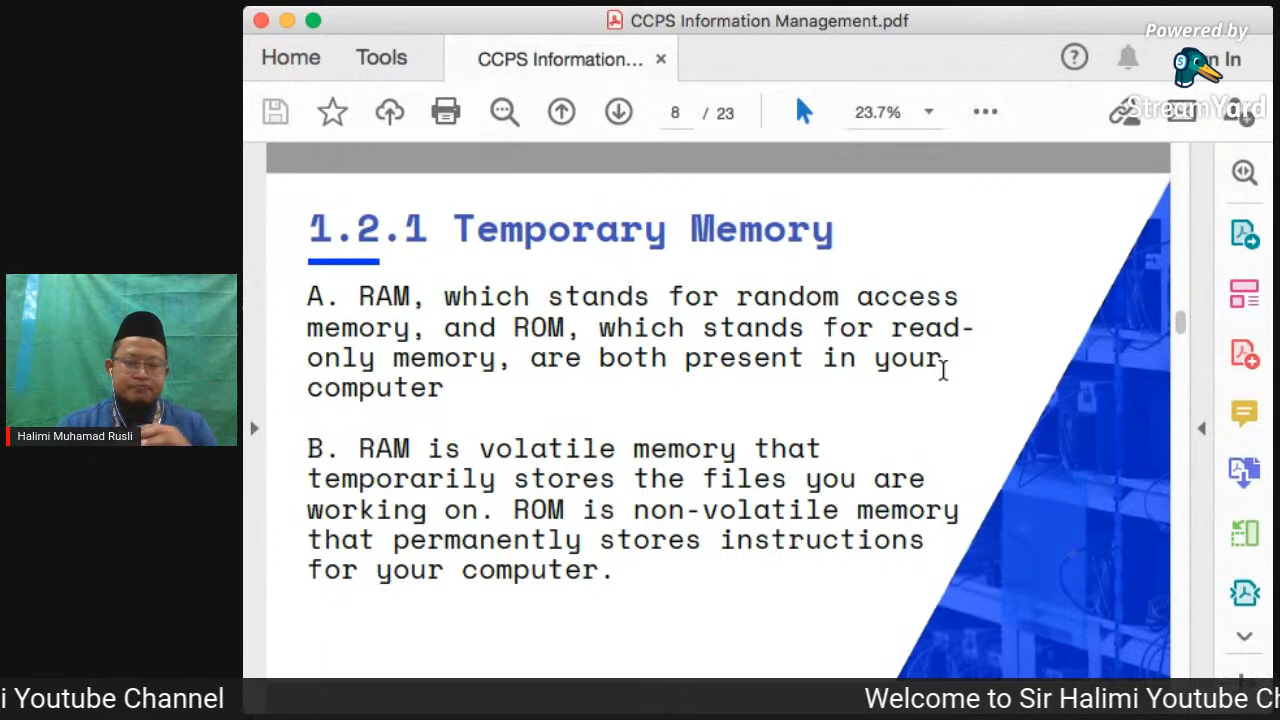 CCPS Information Management.pdf
Powered by
Home
Tools
CCPS Information...
In
StreamYard
8 / 23
23.7%
1.2.1 Temporary Memory
A. RAM, which stands for random access
memory, and ROM, which stands for read-
only memory, are both present in your
computer
B. RAM is volatile memory that
temporarily stores the files you are
working on. ROM is non-volatile memory
that permanently stores instructions
for your computer.
Halimi Muhamad Rusli
i Youtube Channel
Welcome to Sir Halimi Youtube Ch